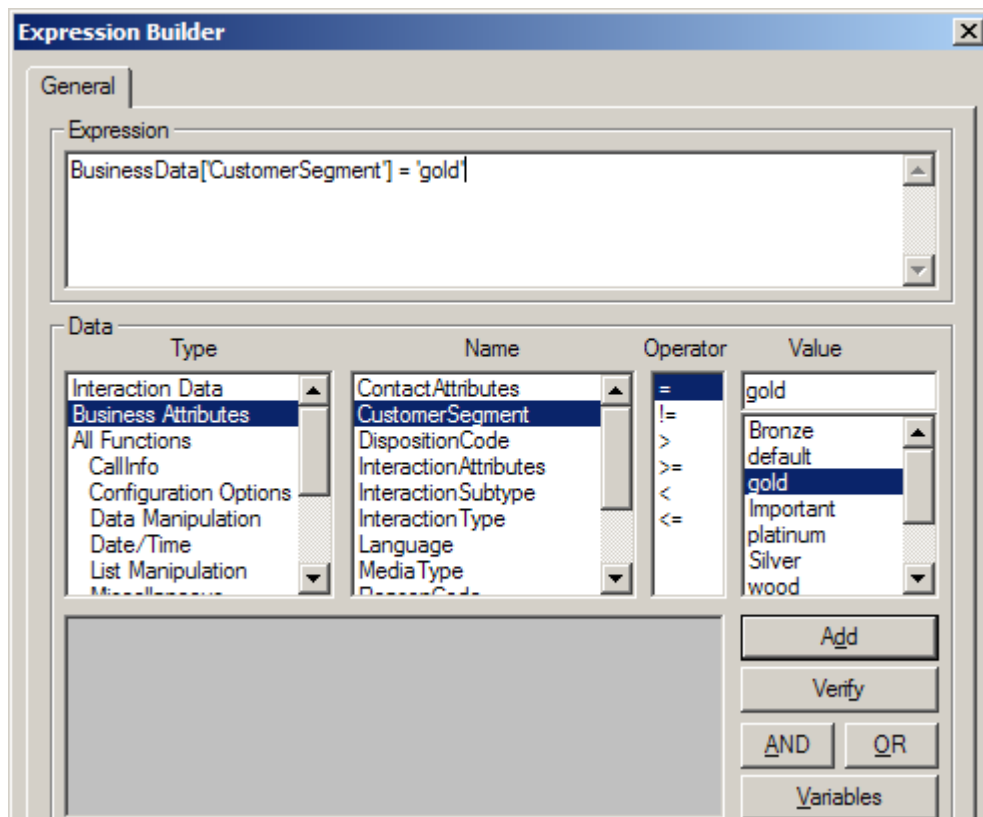 Expression Builder
General
Expression
BusinessData['CustomerSegment'] = 'gold'
Data
Type
Name
Operator
Value
Interaction Data
Business Attributes
All Functions
CallInfo
Configuration Options
Data Manipulation
Date/Time
List Manipulation
ContactAttributes
CustomerSegment
DispositionCode
InteractionAttributes
InteractionSubtype
InteractionType
Language
MediaType
=
!=
>
>=
<
<=
gold
Bronze
default
gold
Important
platinum
Silver
wood
Add
Verify
AND
OR
Variables